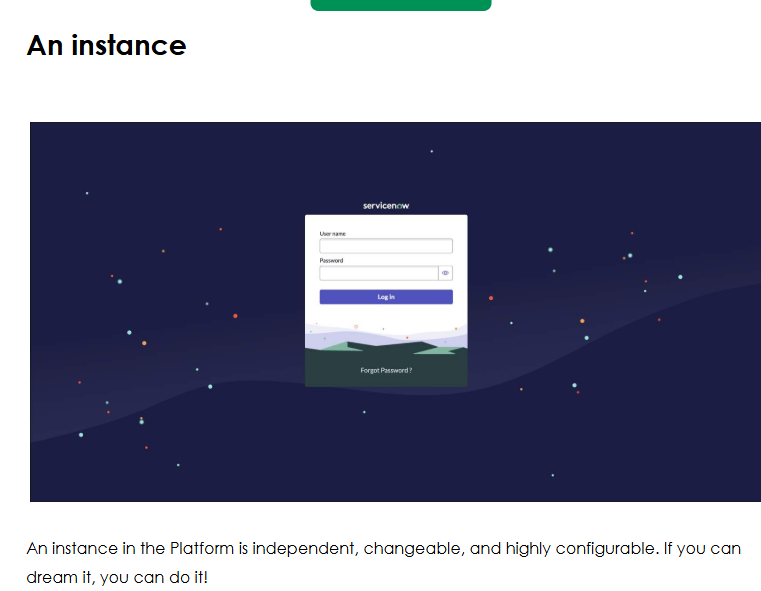 An instance
servicenow
User name
Password
Log in
Forgot Password ?
An instance in the Platform is independent, changeable, and highly configurable. If you can
dream it, you can do it!